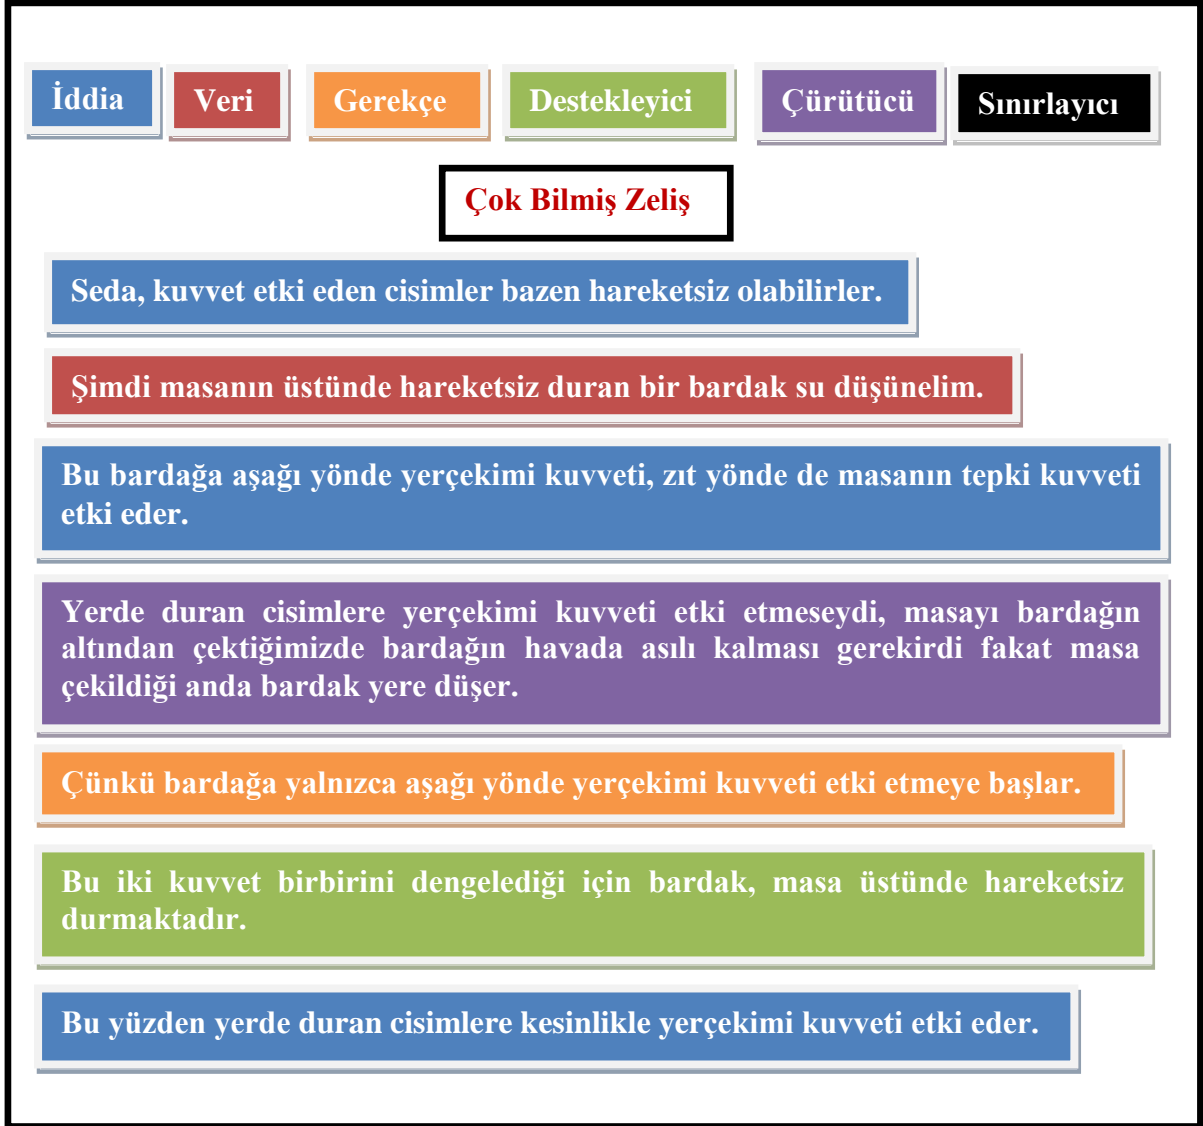 İddia Veri Gerekçe Destekleyici Çürütücü Sınırlayıcı
Çok Bilmiş Zeliş
Seda, kuvvet etki eden cisimler bazen hareketsiz olabilirler.
Şimdi masanın üstünde hareketsiz duran bir bardak su düşünelim.
Bu bardağa aşağı yönde yerçekimi kuvveti, zıt yönde de masanın tepki kuvveti
etki eder.
Yerde duran cisimlere yerçekimi kuvveti etki etmeseydi, masayı bardağın
altından çektiğimizde bardağın havada asılı kalması gerekirdi fakat masa
çekildiği anda bardak yere düşer.
Çünkü bardağa yalnızca aşağı yönde yerçekimi kuvveti etki etmeye başlar.
Bu iki kuvvet birbirini dengelediği için bardak, masa üstünde hareketsiz
durmaktadır.
Bu yüzden yerde duran cisimlere kesinlikle yerçekimi kuvveti etki eder.